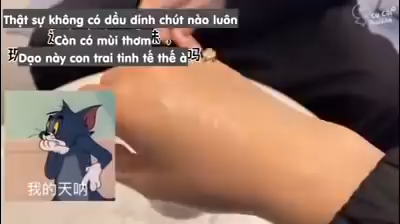 Thật sự không có dầu dính chút nào luôn
Còn có mùi thơm
Dạo này con trai tinh tế thế à
吗
我的天呐